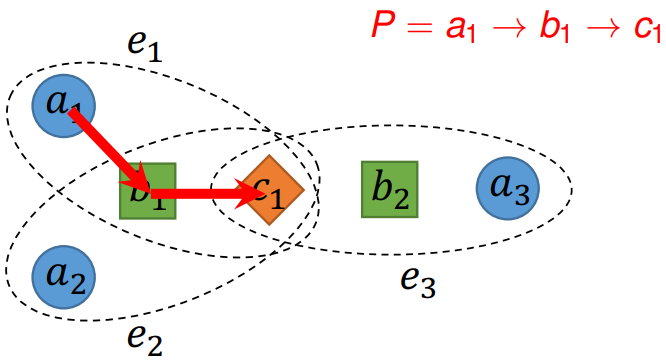 P = a₁ → b₁ → c₁
e₁
a₁
b₁
c₁
b₂
a₃
a₂
e₃
e₂